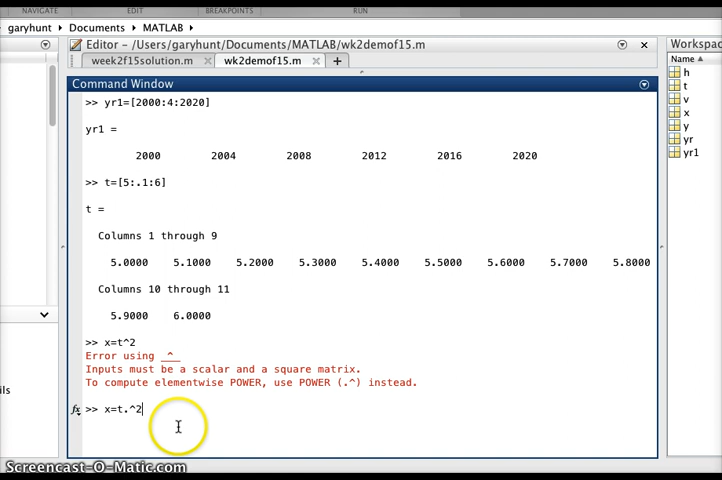 NAVIGATE EDIT BREAKPOINTS RUN
garyhunt Documents MATLAB
Editor - /Users/garyhunt/Documents/MATLAB/wk2demof15.m
Workspac
week2f15solution.m wk2demof15.m
Name
Command Window
h
t
v
x
y
yr
yr1
>> yr1=[2000:4:2020]
yr1 =
2000 2004 2008 2012 2016 2020
>> t=[5:.1:6]
t =
Columns 1 through 9
5.0000 5.1000 5.2000 5.3000 5.4000 5.5000 5.6000 5.7000 5.8000
Columns 10 through 11
5.9000 6.0000
>> x=t^2
Error using ^
Inputs must be a scalar and a square matrix.
To compute elementwise POWER, use POWER (.^) instead.
ils
fx >> x=t.^2
Screencast-O-Matic.com